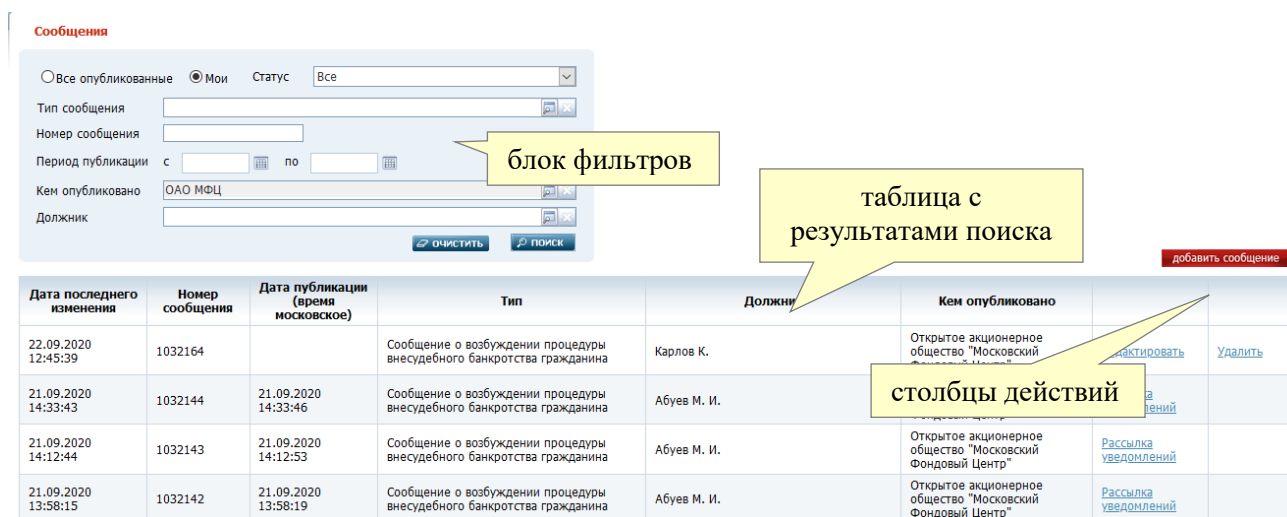 Сообщения
Все опубликованные Мои Статус Все
Тип сообщения
Номер сообщения
Период публикации с по
Кем опубликовано ОАО МФЦ
Должник
очистить поиск
блок фильтров
таблица с
результатами поиска
добавить сообщение
столбцы действий
Дата последнего
изменения
Номер
сообщения
Дата публикации
(время
московское)
Тип
Кем опубликовано
22.09.2020
12:45:39
1032164
Сообщение о возбуждении процедуры
внесудебного банкротства гражданина
Карлов К.
Открытое акционерное
общество "Московский
Удалить
21.09.2020
14:33:43
1032144
21.09.2020
14:33:46
Сообщение о возбуждении процедуры
внесудебного банкротства гражданина
Абуев М. И.
21.09.2020
14:12:44
1032143
21.09.2020
14:12:53
Сообщение о возбуждении процедуры
внесудебного банкротства гражданина
Абуев М. И.
Открытое акционерное
общество "Московский
Фондовый Центр"
Рассылка
уведомлений
21.09.2020
13:58:15
1032142
21.09.2020
13:58:19
Сообщение о возбуждении процедуры
внесудебного банкротства гражданина
Абуев М. И.
Открытое акционерное
общество "Московский
Фондовый Центр"
Рассылка
уведомлений